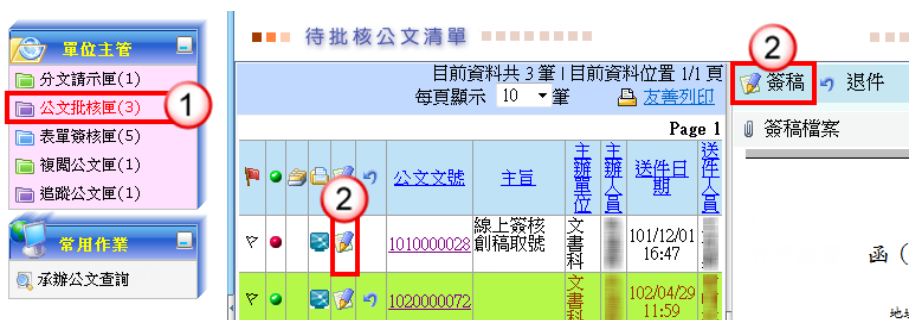 單位主管
分文請示匣(1)
公文批核匣(3)
1
表單簽核匣(5)
複閱公文匣(1)
追蹤公文匣(1)
常用作業
承辦公文查詢
待批核公文清單
目前資料共 3 筆 | 目前資料位置 1/1 頁
每頁顯示 10 筆 友善列印
Page 1
公文文號 主旨 主辦單位 主辦人員 送件日期 送件人員
2
1010000028 線上簽核創稿取號 文書科 101/12/01 16:47
1020000072 文書科 102/04/29 11:59
2
簽稿 退件
簽稿檔案
函 (